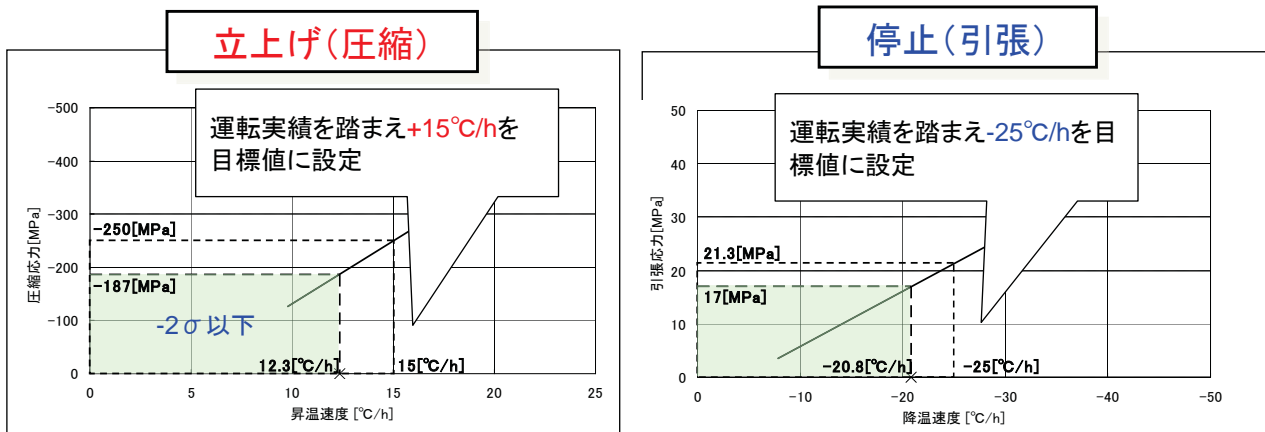 立上げ(圧縮)
運転実績を踏まえ+15℃/hを
目標値に設定
圧縮応力[MPa]
-500
-400
-300
-200
-100
0
-250[MPa]
-187[MPa]
-2σ以下
12.3[℃/h]
15[℃/h]
0
5
10
15
20
25
昇温速度 [℃/h]
停止(引張)
運転実績を踏まえ-25℃/hを目
標値に設定
引張応力[MPa]
50
40
30
20
10
0
21.3[MPa]
17[MPa]
-20.8[℃/h]
-25[℃/h]
0
-10
-20
-30
-40
-50
降温速度 [℃/h]